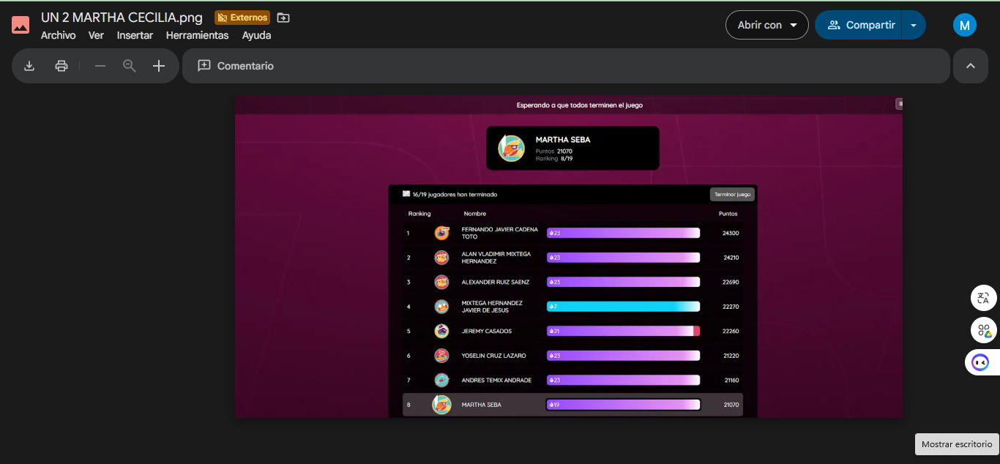 UN 2 MARTHA CECILIA.png
Externos
Archivo Ver Insertar Herramientas Ayuda
Abrir con
Compartir
M
Comentario
Esperando a que todos terminen el juego
MARTHA SEBA
Puntos 21070
Ranking 8/19
16/19 jugadores han terminado
Terminar juego
Ranking Nombre Puntos
1 FERNANDO JAVIER CADENA TOTO 23 24300
2 ALAN VLADIMIR MIXTEGA HERNANDEZ 23 24210
3 ALEXANDER RUIZ SAENZ 23 22690
4 MIXTEGA HERNANDEZ JAVIER DE JESUS 7 22270
5 JEREMY CASADOS 21 22260
6 YOSELIN CRUZ LAZARO 23 21220
7 ANDRES TEMIX ANDRADE 23 21160
8 MARTHA SEBA 19 21070
Mostrar escritorio